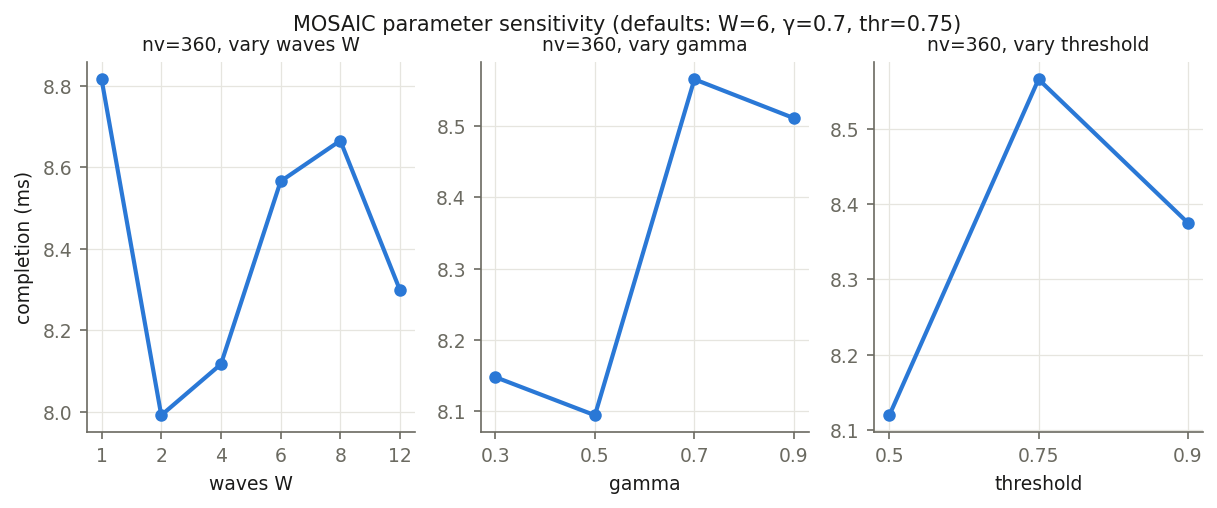 MOSAIC parameter sensitivity (defaults: W=6, γ=0.7, thr=0.75)
nv=360, vary waves W
nv=360, vary gamma
nv=360, vary threshold
completion (ms)
8.8
8.6
8.4
8.2
8.0
1 2 4 6 8 12
waves W
8.5
8.4
8.3
8.2
8.1
0.3 0.5 0.7 0.9
gamma
8.5
8.4
8.3
8.2
8.1
0.5 0.75 0.9
threshold